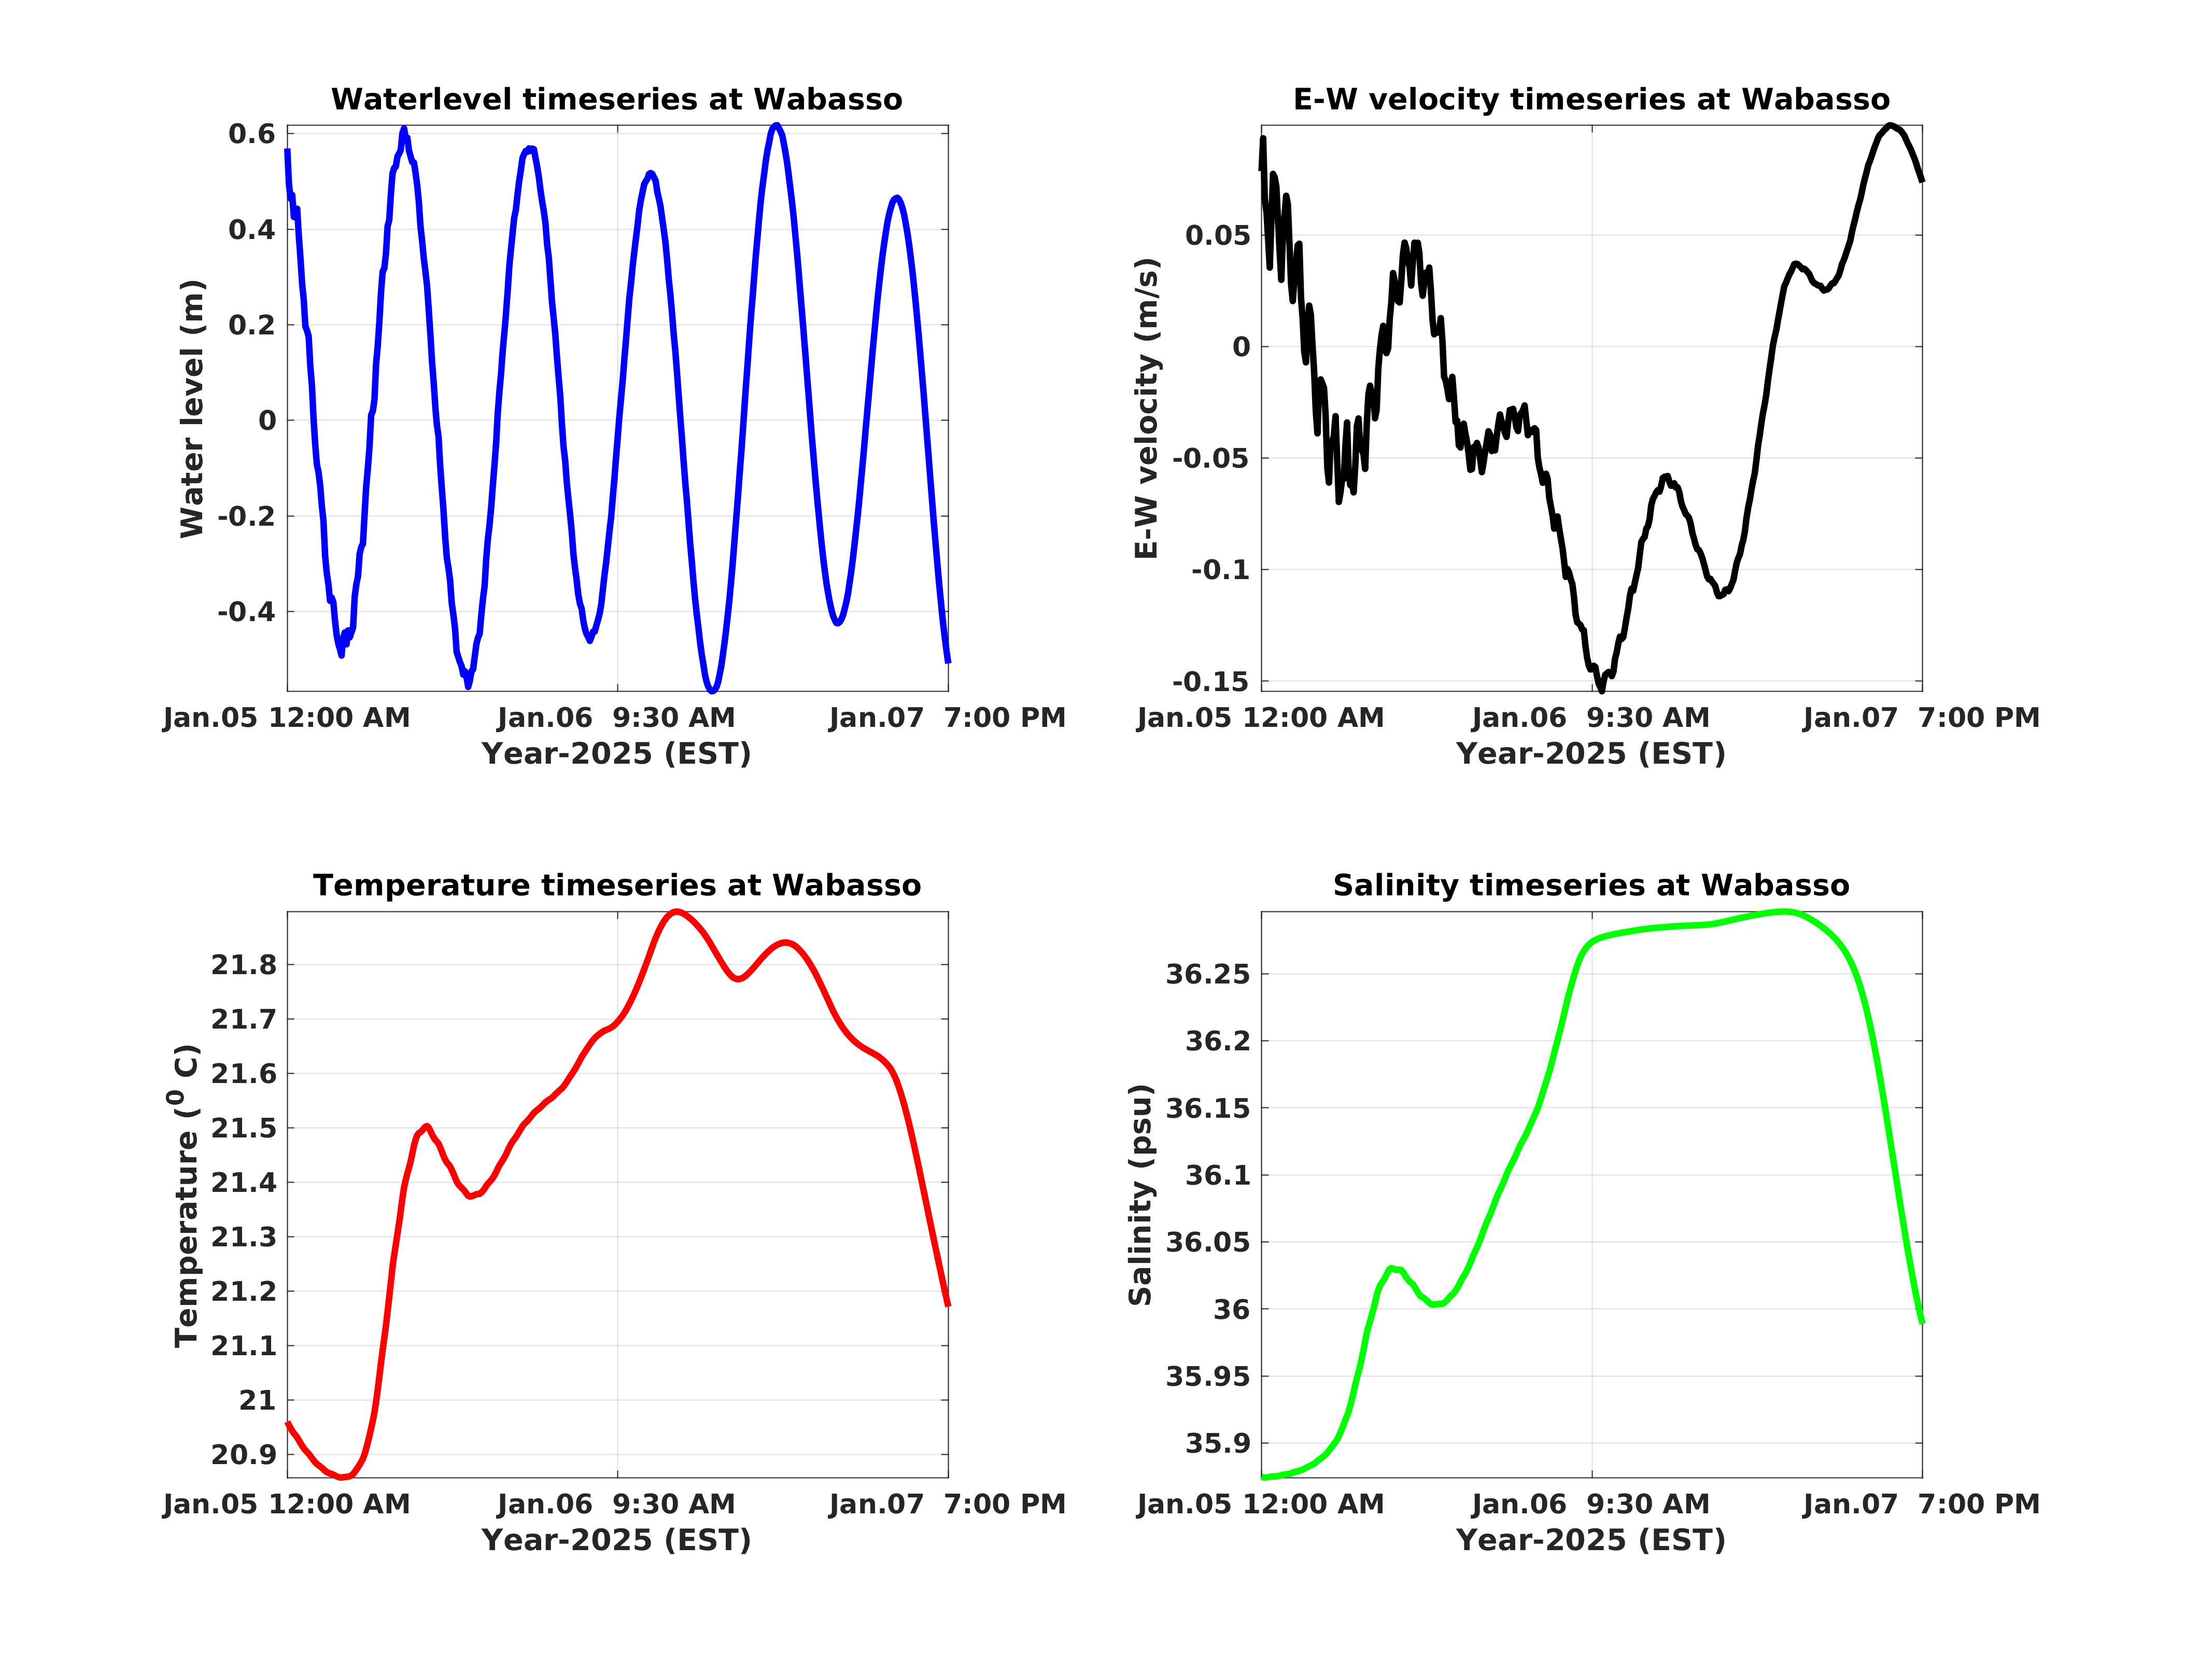 Waterlevel timeseries at Wabasso
0.6
0.4
0.2
0
-0.2
-0.4
Water level (m)
Jan.05 12:00 AM
Jan.06  9:30 AM
Jan.07  7:00 PM
Year-2025 (EST)
E-W velocity timeseries at Wabasso
0.05
0
-0.05
-0.1
-0.15
E-W velocity (m/s)
Jan.05 12:00 AM
Jan.06  9:30 AM
Jan.07  7:00 PM
Year-2025 (EST)
Temperature timeseries at Wabasso
21.8
21.7
21.6
21.5
21.4
21.3
21.2
21.1
21
20.9
Temperature (⁰ C)
Jan.05 12:00 AM
Jan.06  9:30 AM
Jan.07  7:00 PM
Year-2025 (EST)
Salinity timeseries at Wabasso
36.25
36.2
36.15
36.1
36.05
36
35.95
35.9
Salinity (psu)
Jan.05 12:00 AM
Jan.06  9:30 AM
Jan.07  7:00 PM
Year-2025 (EST)